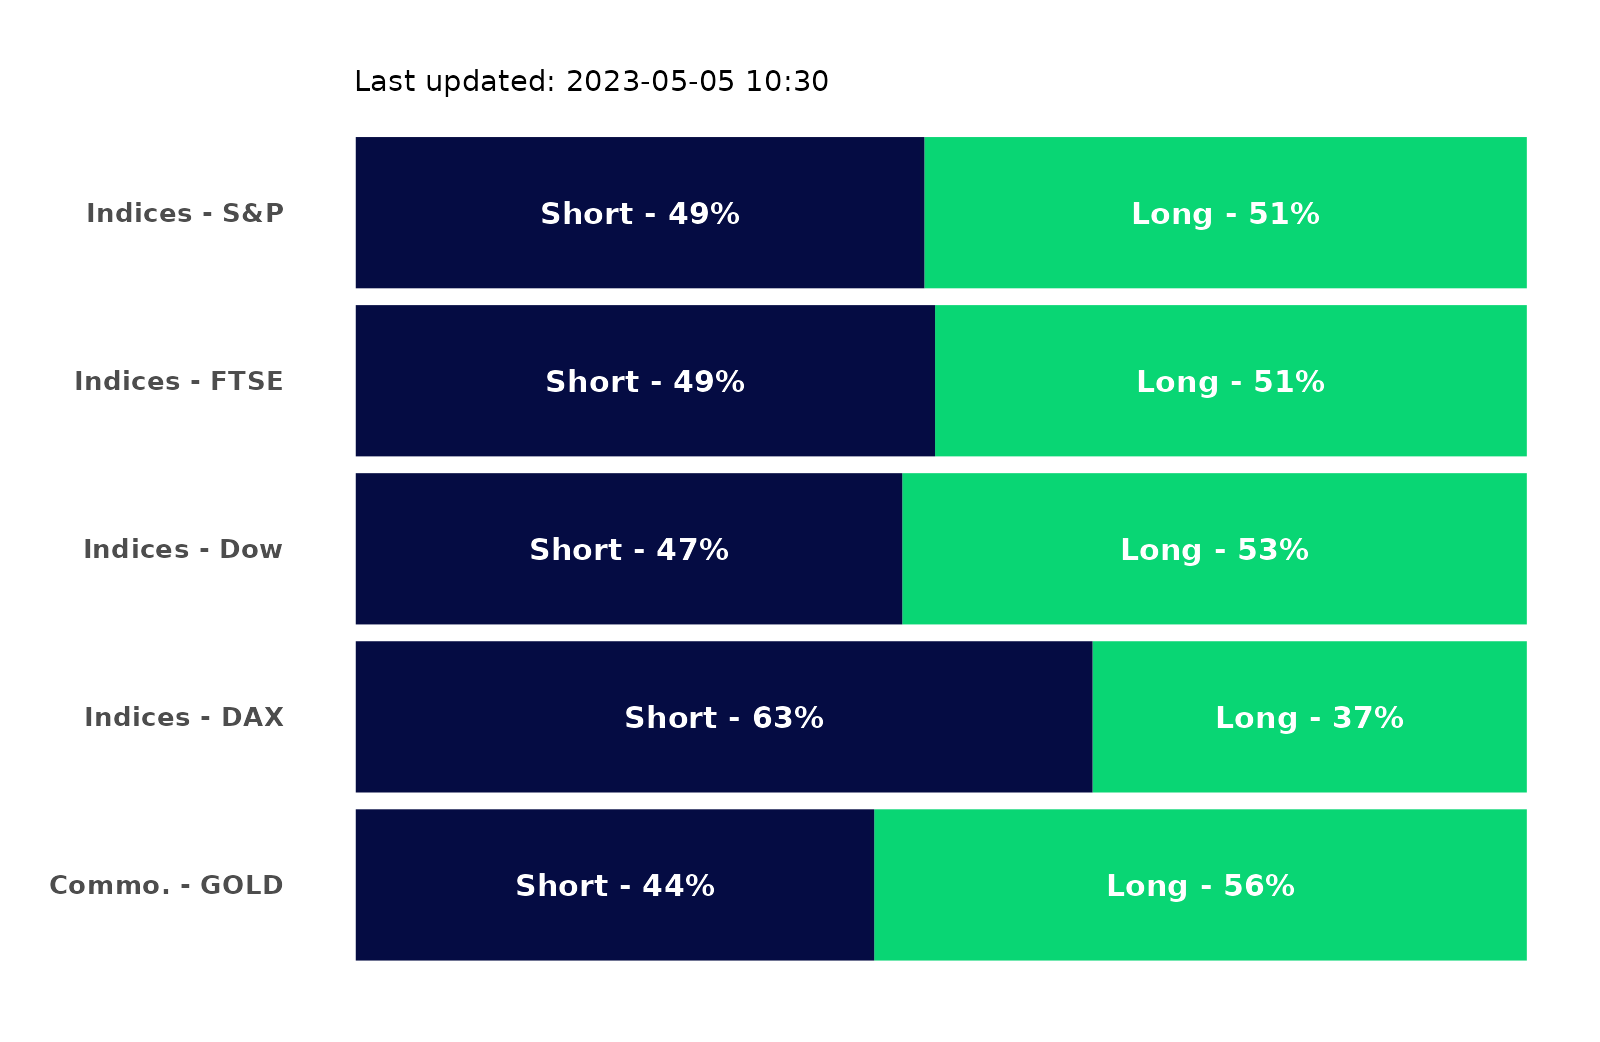 Last updated: 2023-05-05 10:30
Indices - S&P Short - 49% Long - 51%
Indices - FTSE Short - 49% Long - 51%
Indices - Dow Short - 47% Long - 53%
Indices - DAX Short - 63% Long - 37%
Commo. - GOLD Short - 44% Long - 56%